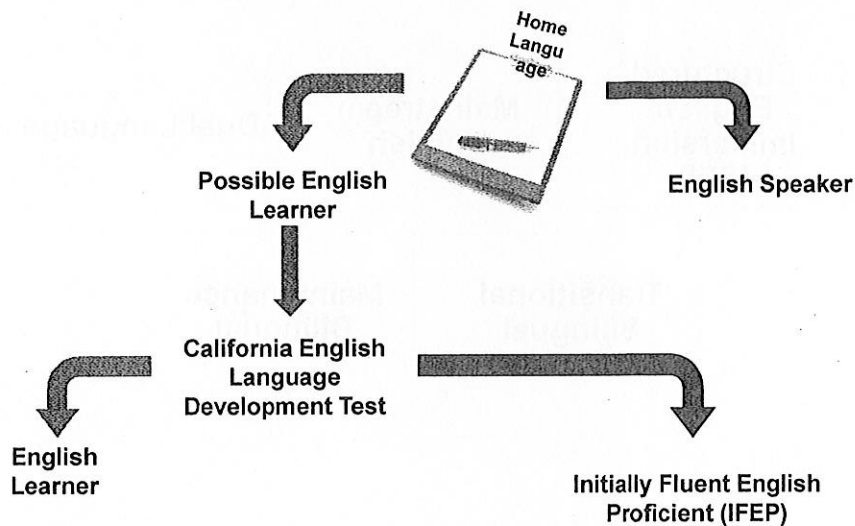 Home
Langu
age
Possible English
Learner
English Speaker
California English
Language
Development Test
English
Learner
Initially Fluent English
Proficient (IFEP)